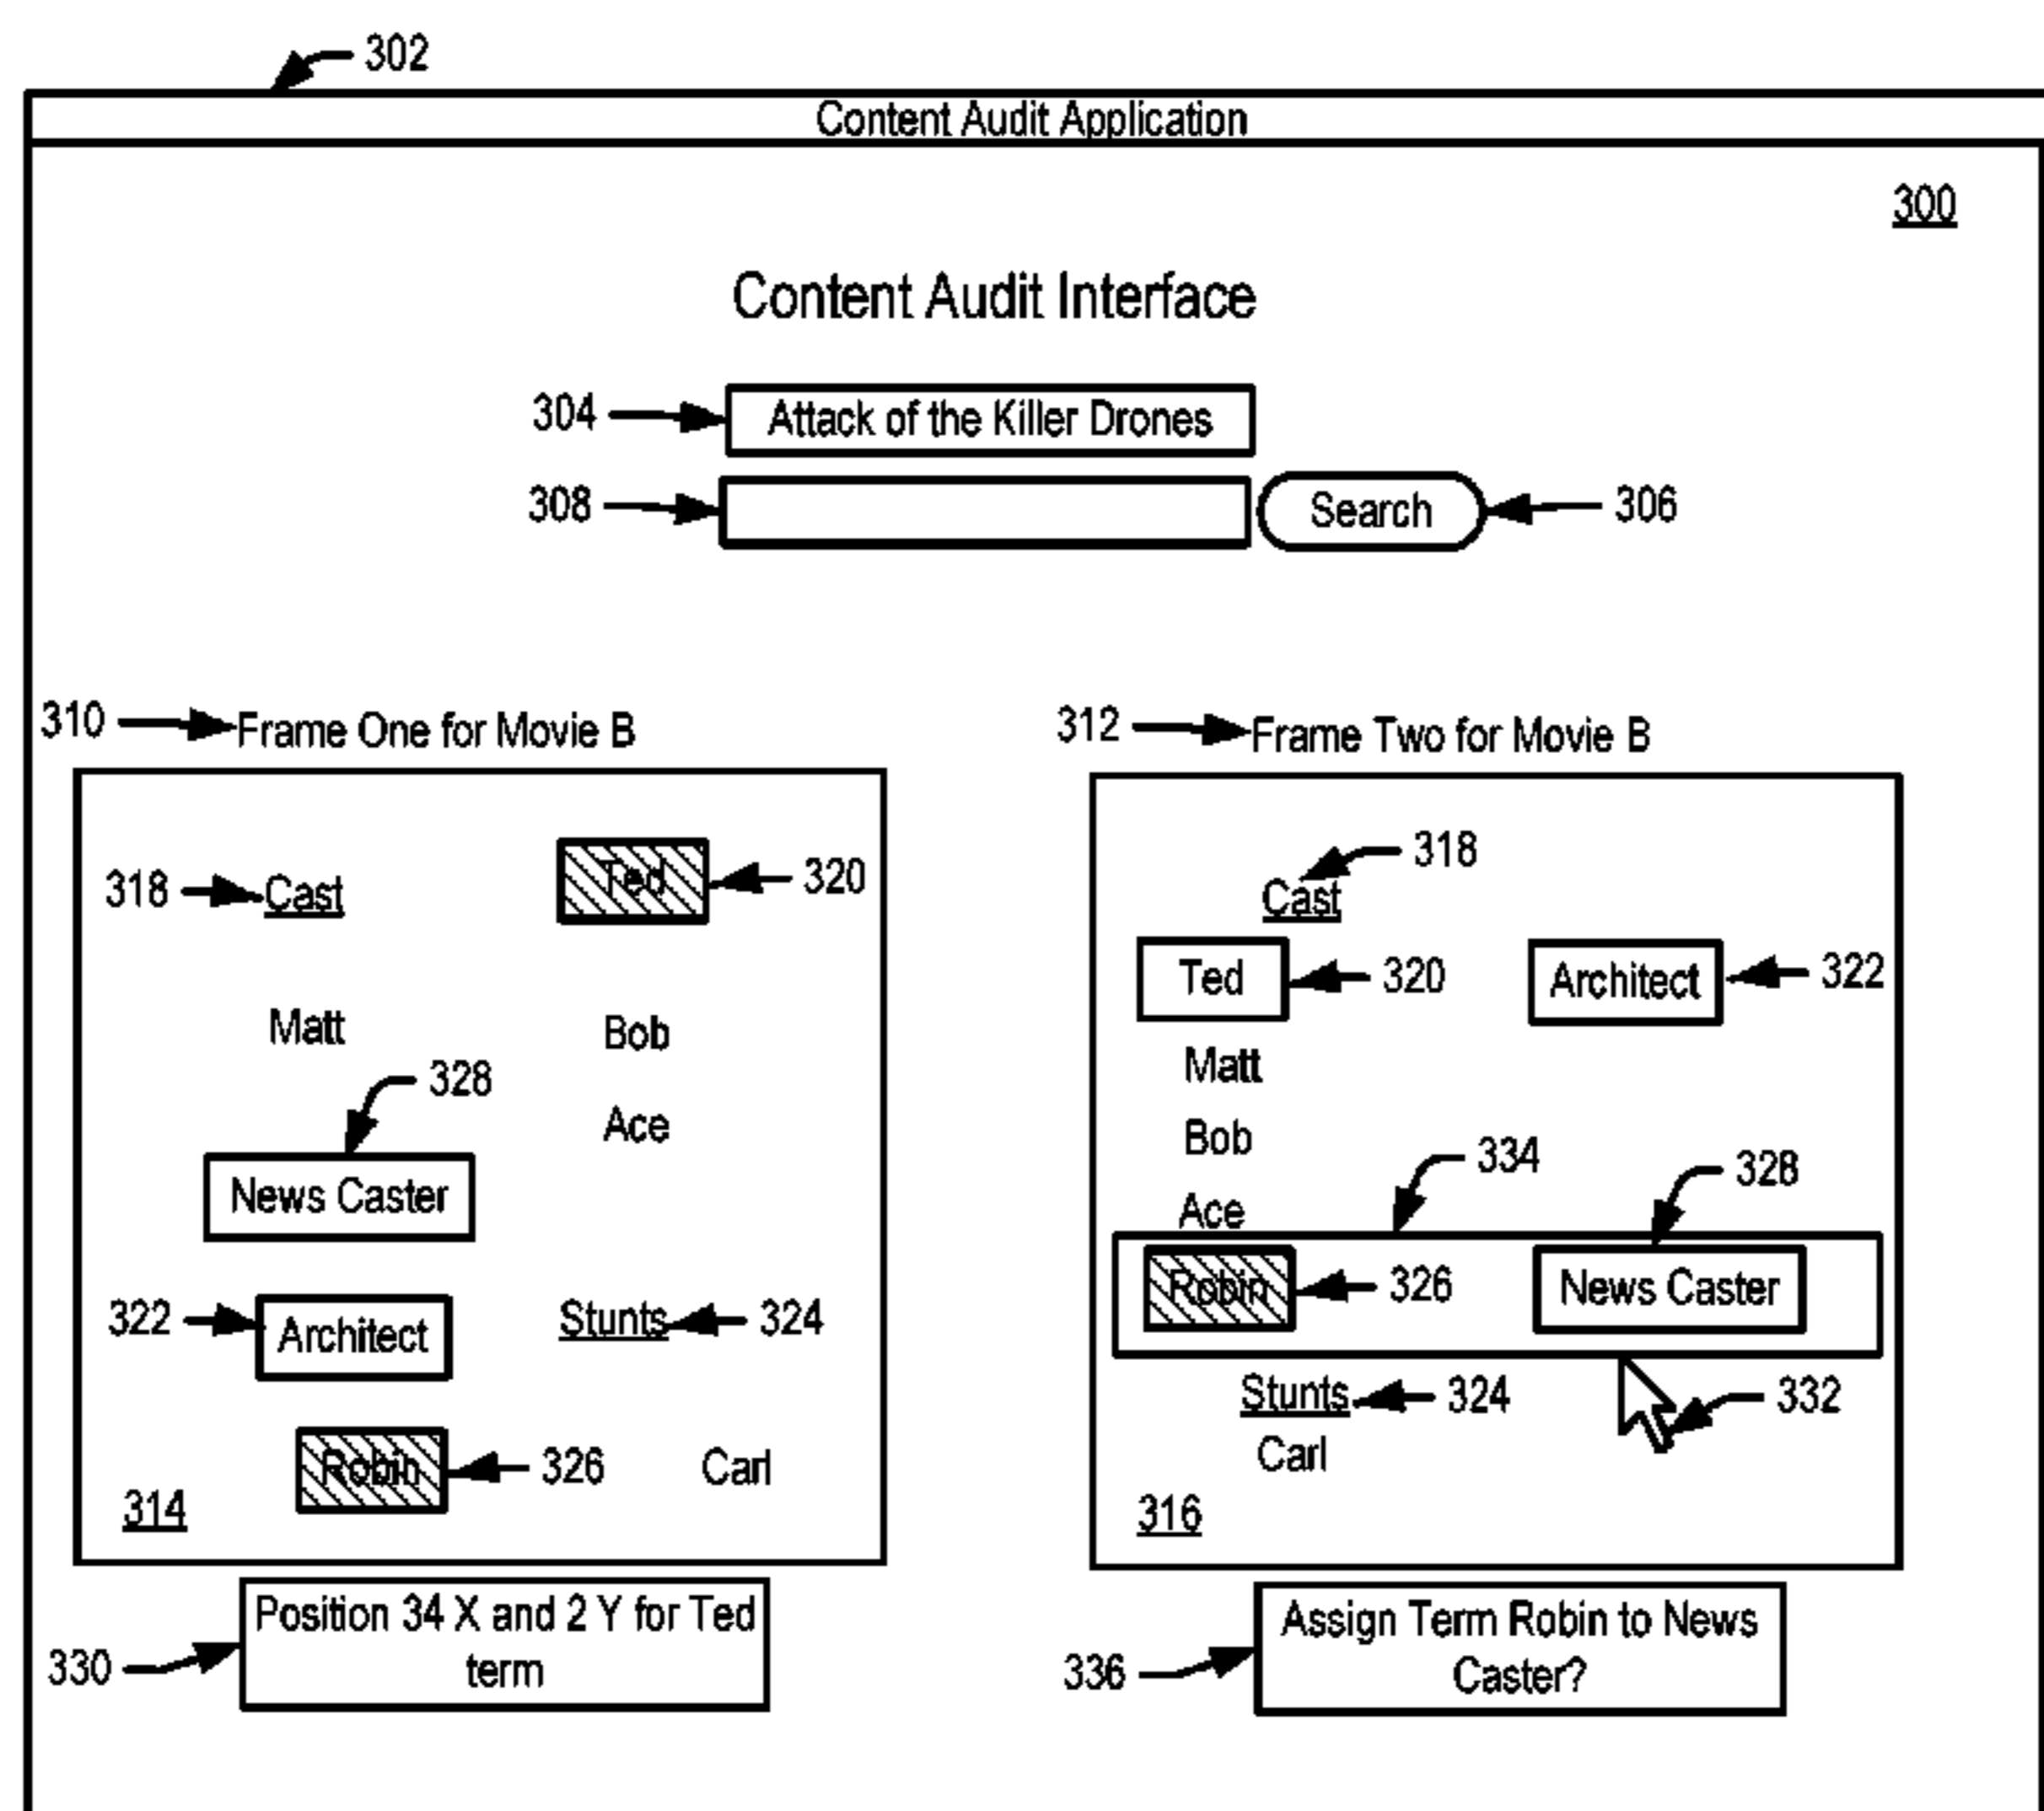 302
Content Audit Application
300
Content Audit Interface
304 Attack of the Killer Drones
308 Search 306
310 Frame One for Movie B
318 Cast Ted 320
Matt Bob
328
Ace
News Caster
322 Architect Stunts 324
Robin 326 Carl
314
330 Position 34 X and 2 Y for Ted
term
312 Frame Two for Movie B
318
Cast
Ted 320 Architect 322
Matt
Bob
334 328
Ace
Robin 326 News Caster
Stunts 324 332
Carl
316
Assign Term Robin to News
336 Caster?